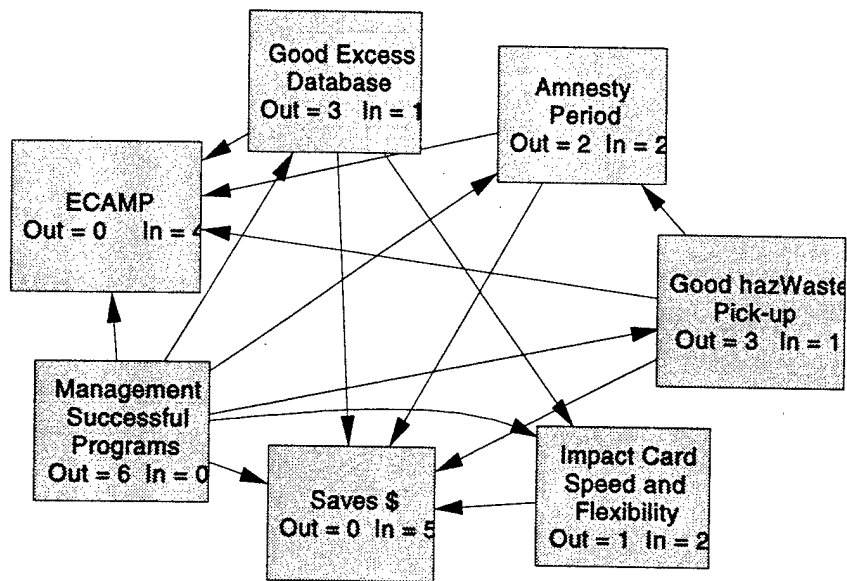 Good Excess
Database
Out = 3 In = 1
Amnesty
Period
Out = 2 In = 2
ECAMP
Out = 0 In = 4
Good hazWaste
Pick-up
Out = 3 In = 1
Management
Successful
Programs
Out = 6 In = 0
Saves $
Out = 0 In = 5
Impact Card
Speed and
Flexibility
Out = 1 In = 2